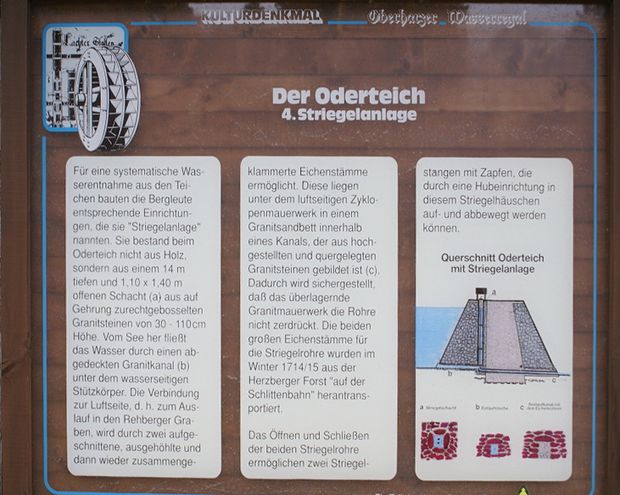 KULTURDENKMAL
Oberharzer Wasserregal
Der Oderteich
4. Striegelanlage
Für eine systematische Was-
serentnahme aus den Tei-
chen bauten die Bergleute
entsprechende Einrichtun-
gen, die sie "Striegelanlage"
nannten. Sie bestand beim
Oderteich nicht aus Holz,
sondern aus einem 14 m
tiefen und 1,10 x 1,40 m
offenen Schacht (a) aus auf
Gehrung zurechtgebosselten
Granitsteinen von 30 - 110 cm
Höhe. Vom See her fließt
das Wasser durch einen ab-
gedeckten Granitkanal (b)
unter dem wasserseitigen
Stützkörper. Die Verbindung
zur Luftseite, d. h. zum Aus-
lauf in den Rehberger Gra-
ben, wird durch zwei aufge-
schnittene, ausgehöhlte und
dann wieder zusammenge-
klammerte Eichenstämme
ermöglicht. Diese liegen
unter dem luftseitigen Zyklo-
penmauerwerk in einem
Granitsandbett innerhalb
eines Kanals, der aus hoch-
gestellten und quergelegten
Granitsteinen gebildet ist (c).
Dadurch wird sichergestellt,
daß das überlagernde
Granitmauerwerk die Rohre
nicht zerdrückt. Die beiden
großen Eichenstämme für
die Striegelrohre wurden im
Winter 1714/15 aus der
Herzberger Forst "auf der
Schlittenbahn" herantrans-
portiert.
Das Öffnen und Schließen
der beiden Striegelrohre
ermöglichen zwei Striegel-
stangen mit Zapfen, die
durch eine Hubeinrichtung in
diesem Striegelhäuschen
auf- und abbewegt werden
können.
Querschnitt Oderteich
mit Striegelanlage
a
b
c
a Striegelschacht
b
c